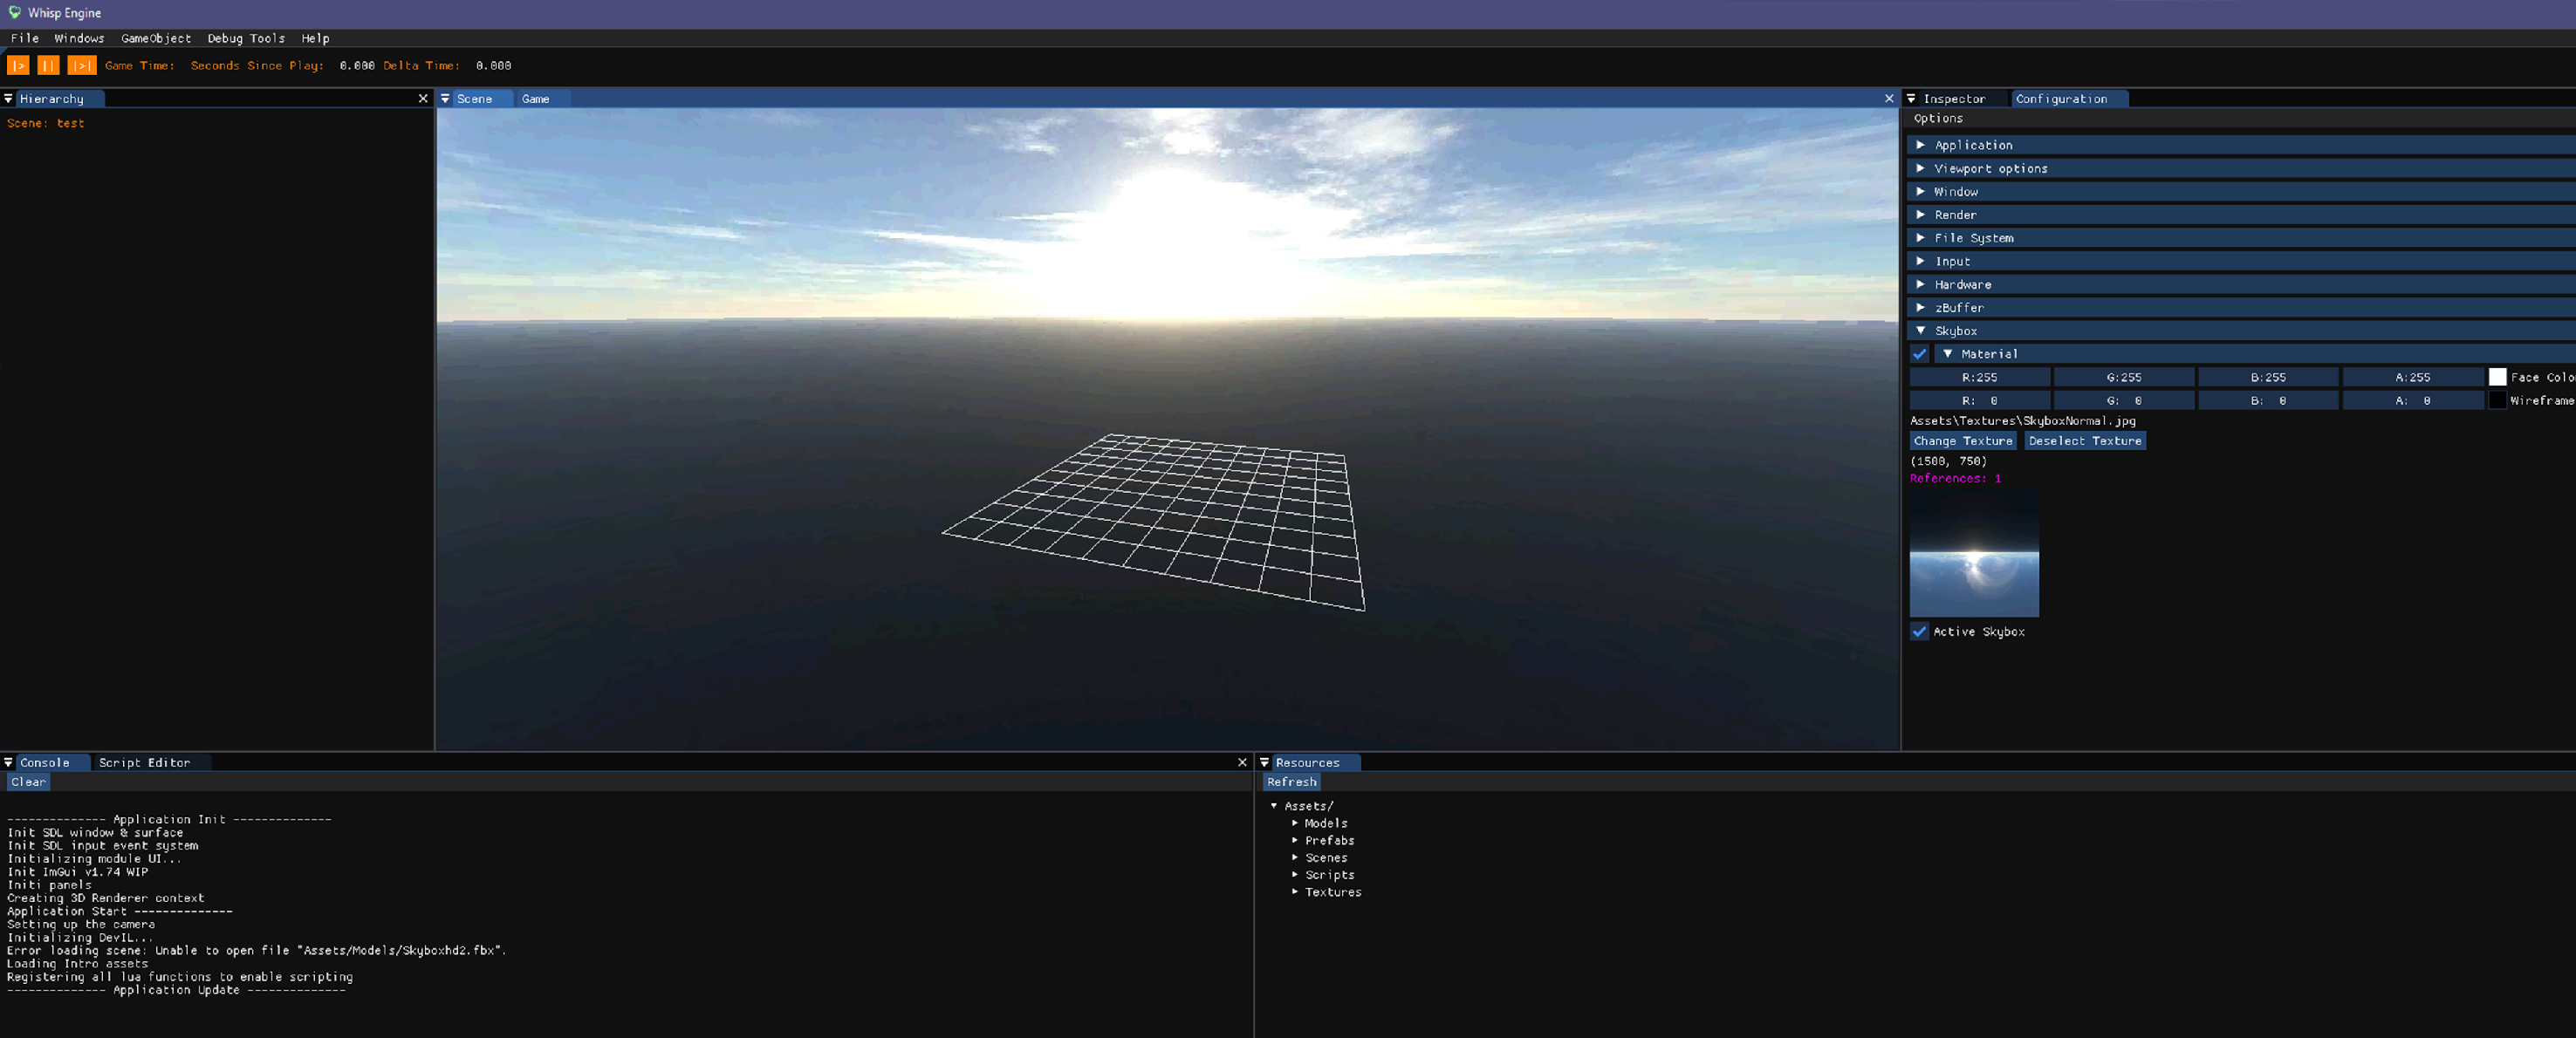 Whisp Engine
File Windows GameObject Debug Tools Help
|> || |>| Game Time: Seconds Since Play: 0.000 Delta Time: 0.000
Hierarchy
Scene: test
Scene Game
Inspector Configuration
Options
Application
Viewport options
Window
Render
File System
Input
Hardware
zBuffer
Skybox
Material
R:255 G:255 B:255 A:255 Face Colo
R: 0 G: 0 B: 0 A: 0 Wireframe
Assets\Textures\SkyboxNormal.jpg
Change Texture Deselect Texture
(1500, 750)
References: 1
Active Skybox
Console Script Editor
Clear
-------------- Application Init --------------
Init SDL window & surface
Init SDL input event system
Initializing module UI...
Init ImGui v1.74 WIP
Initi panels
Creating 3D Renderer context
Application Start --------------
Setting up the camera
Initializing DevIL...
Error loading scene: Unable to open file "Assets/Models/Skyboxhd2.fbx".
Loading Intro assets
Registering all lua functions to enable scripting
-------------- Application Update --------------
Resources
Refresh
Assets/
Models
Prefabs
Scenes
Scripts
Textures